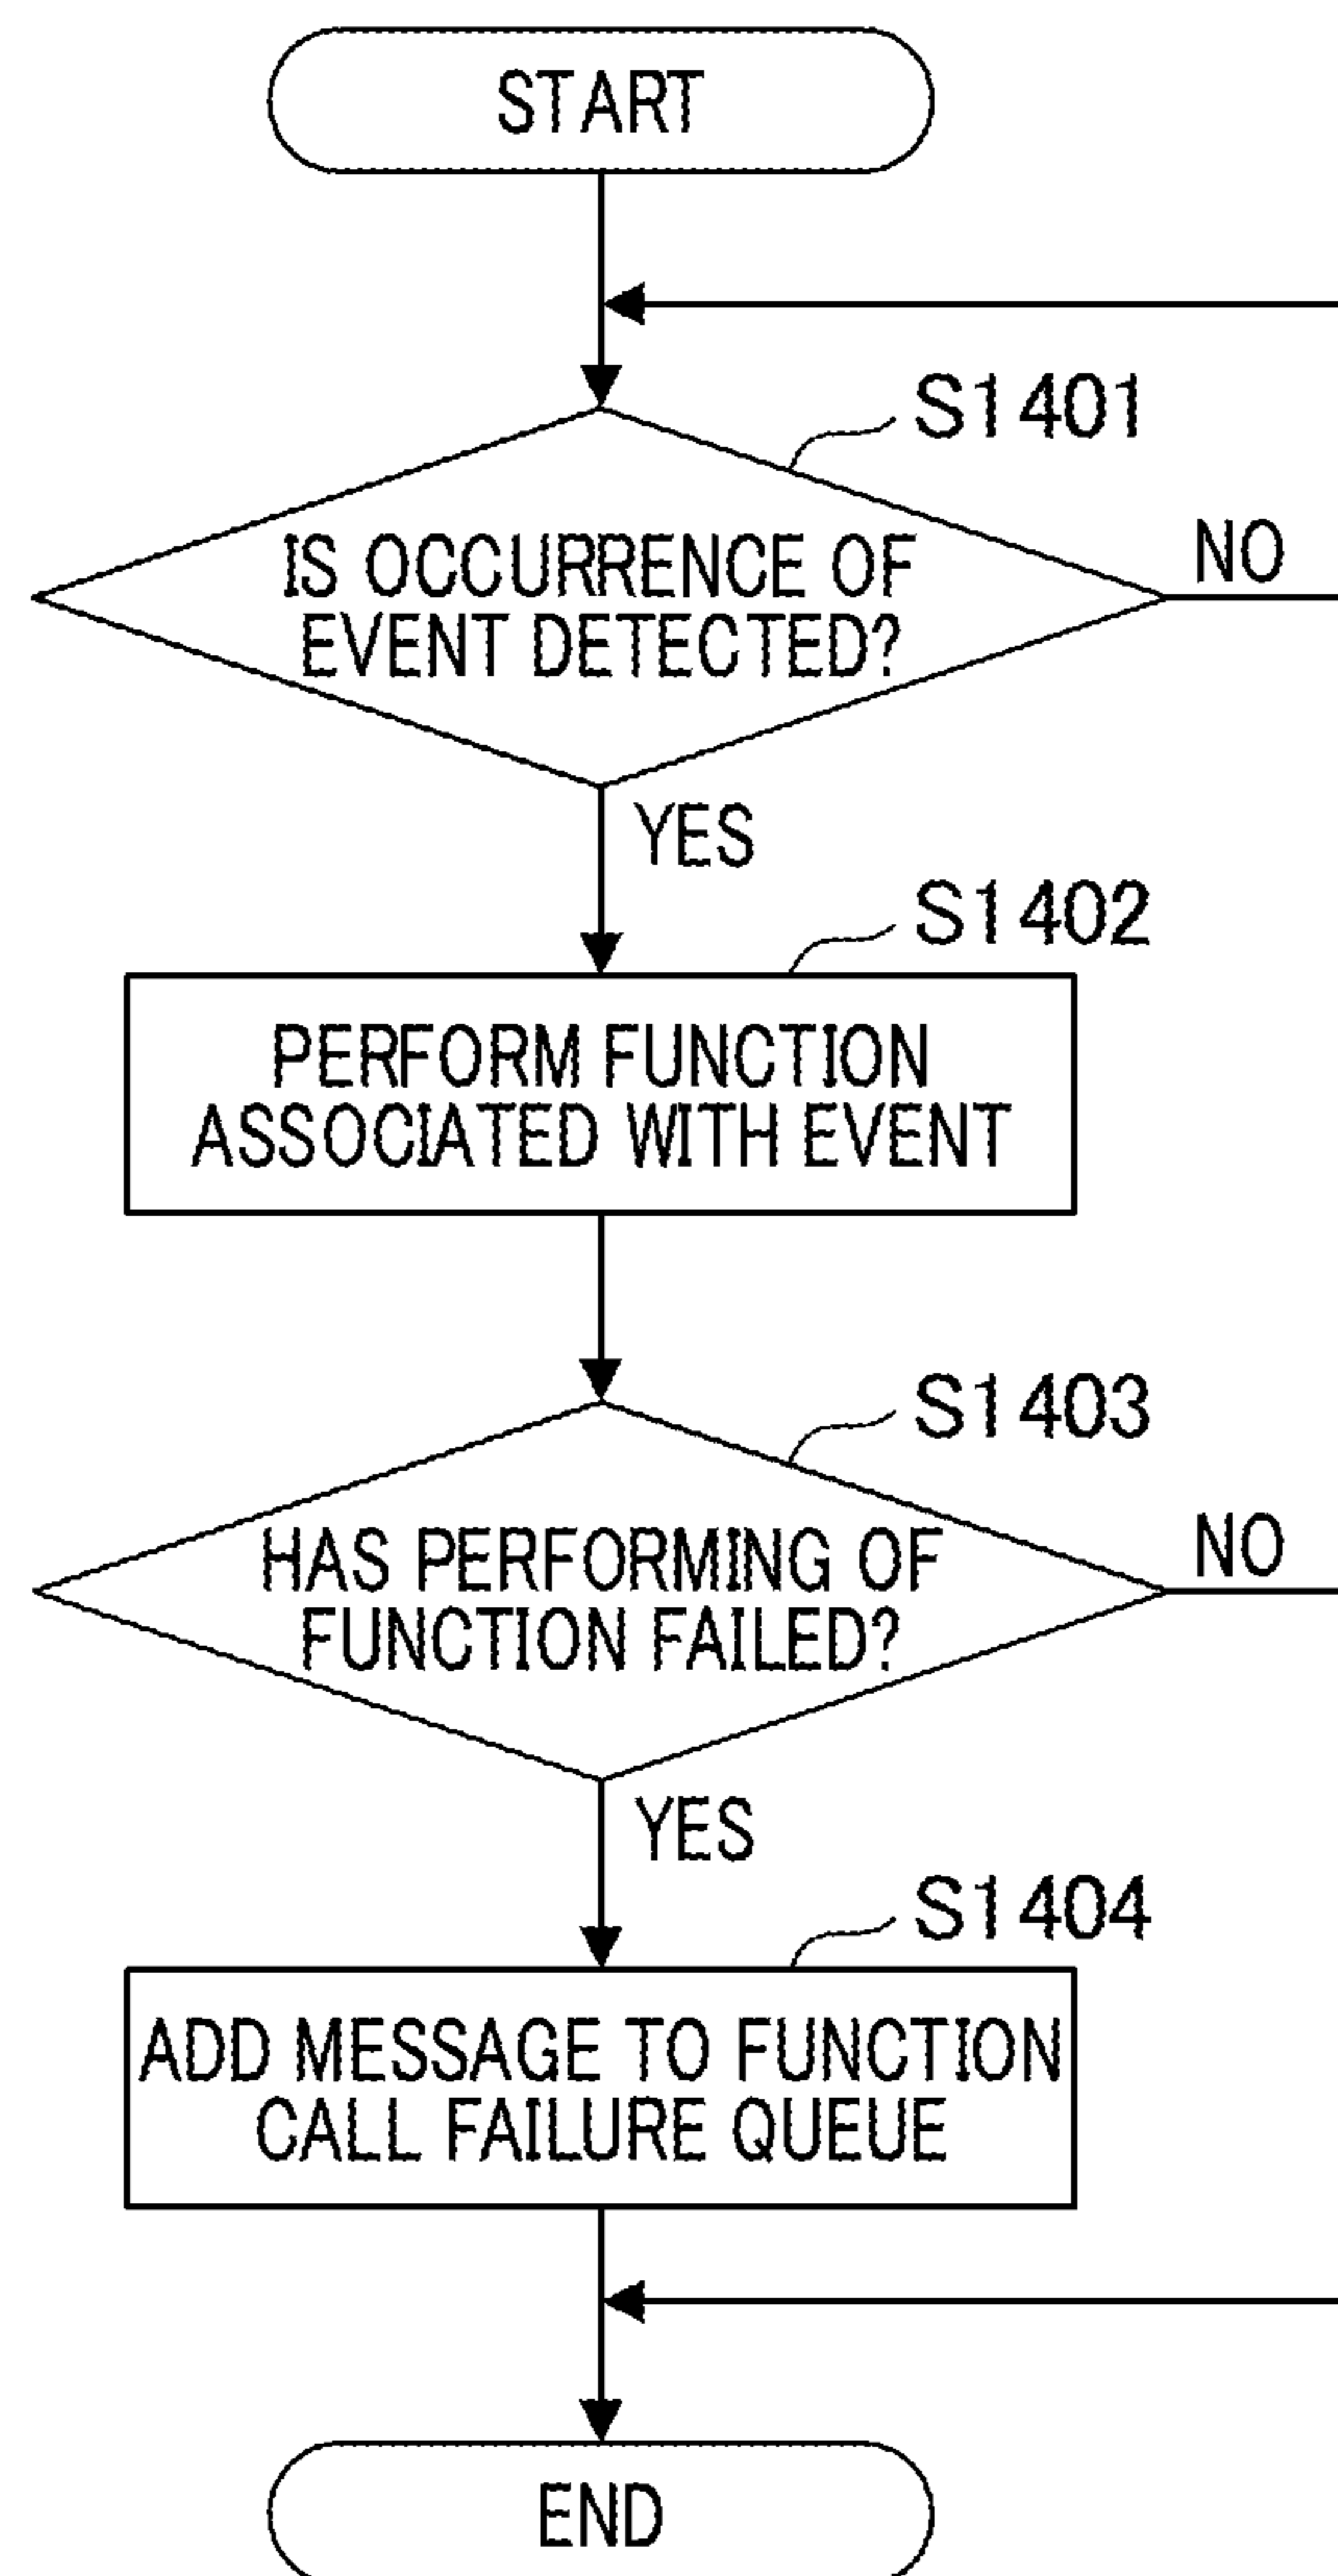 START
S1401
IS OCCURRENCE OF
EVENT DETECTED?
NO
YES
S1402
PERFORM FUNCTION
ASSOCIATED WITH EVENT
S1403
HAS PERFORMING OF
FUNCTION FAILED?
NO
YES
S1404
ADD MESSAGE TO FUNCTION
CALL FAILURE QUEUE
END